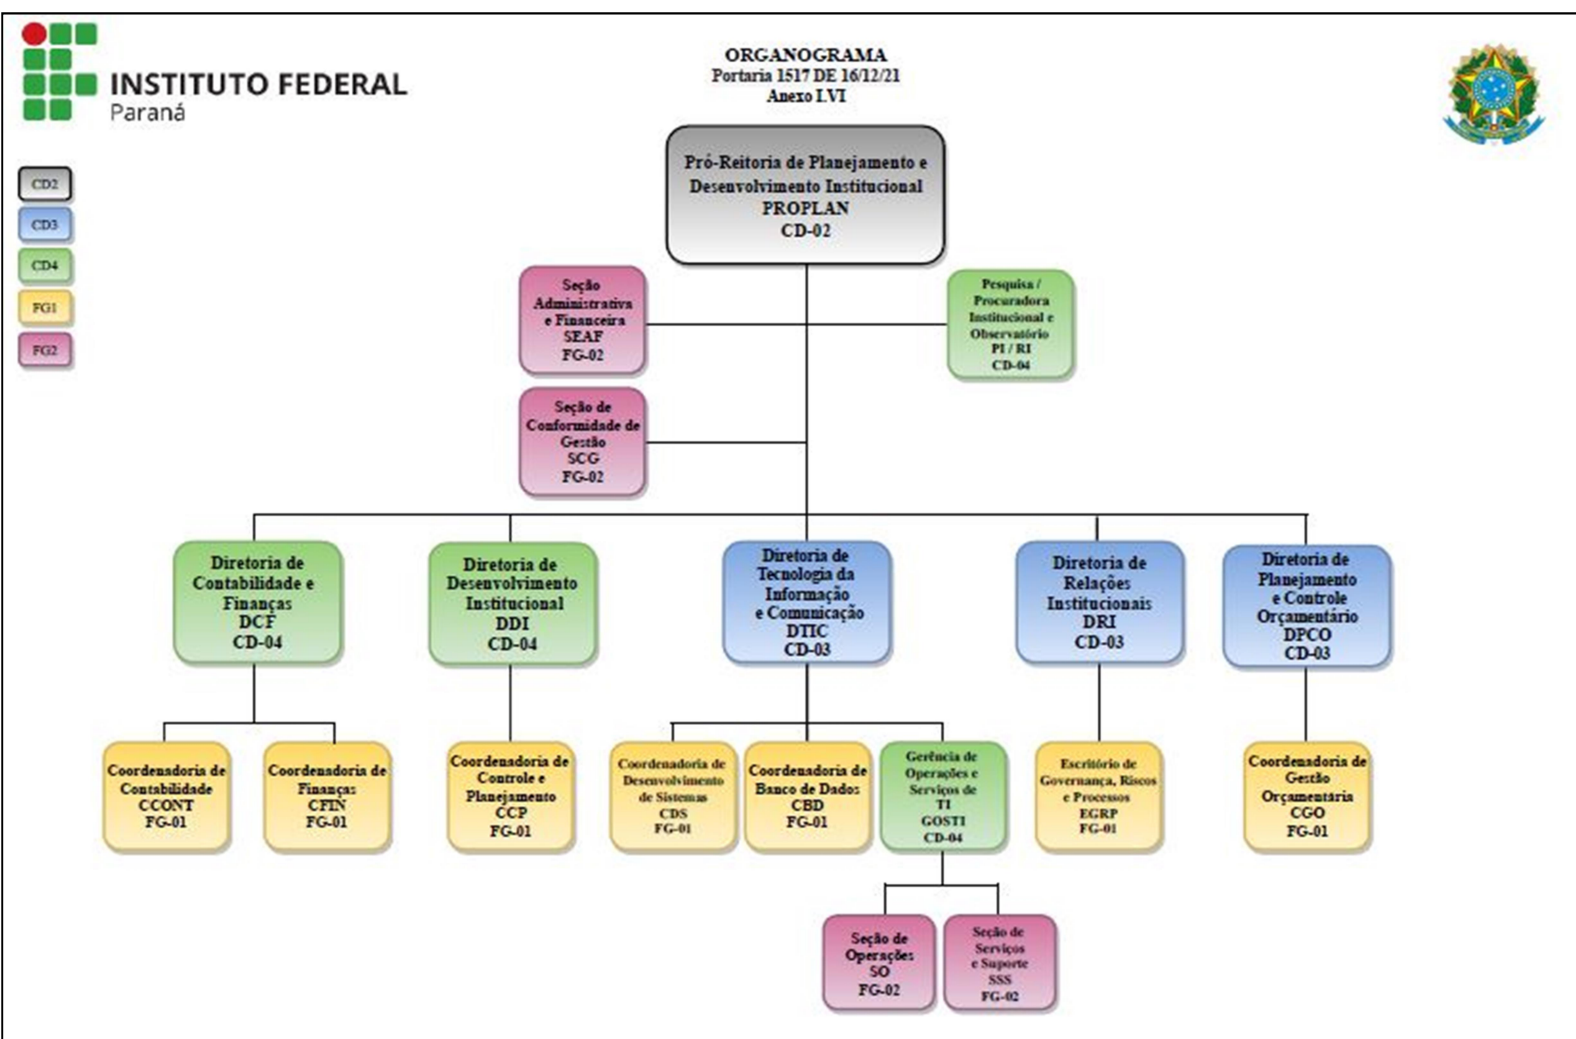 INSTITUTO FEDERAL
Paraná
ORGANOGRAMA
Portaria 1517 DE 16/12/21
Anexo LVI
CD2
CD3
CD4
FG1
FG2
Pró-Reitoria de Planejamento e
Desenvolvimento Institucional
PROPLAN
CD-02
Seção
Administrativa
e Financeira
SEAF
FG-02
Pesquisa /
Procuradora
Institucional e
Observatório
PI / RI
CD-04
Seção de
Conformidade de
Gestão
SCG
FG-02
Diretoria de
Contabilidade e
Finanças
DCF
CD-04
Diretoria de
Desenvolvimento
Institucional
DDI
CD-04
Diretoria de
Tecnologia da
Informação
e Comunicação
DTIC
CD-03
Diretoria de
Relações
Institucionais
DRI
CD-03
Diretoria de
Planejamento
e Controle
Orçamentário
DPCO
CD-03
Coordenadoria de
Contabilidade
CCONT
FG-01
Coordenadoria de
Finanças
CFIN
FG-01
Coordenadoria de
Controle e
Planejamento
CCP
FG-01
Coordenadoria de
Desenvolvimento
de Sistemas
CDS
FG-01
Coordenadoria de
Banco de Dados
CBD
FG-01
Gerência de
Operações e
Serviços de
TI
GOSTI
CD-04
Escritório de
Governança, Riscos
e Processos
EGRP
FG-01
Coordenadoria de
Gestão
Orçamentária
CGO
FG-01
Seção de
Operações
SO
FG-02
Seção de
Serviços
e Suporte
SSS
FG-02